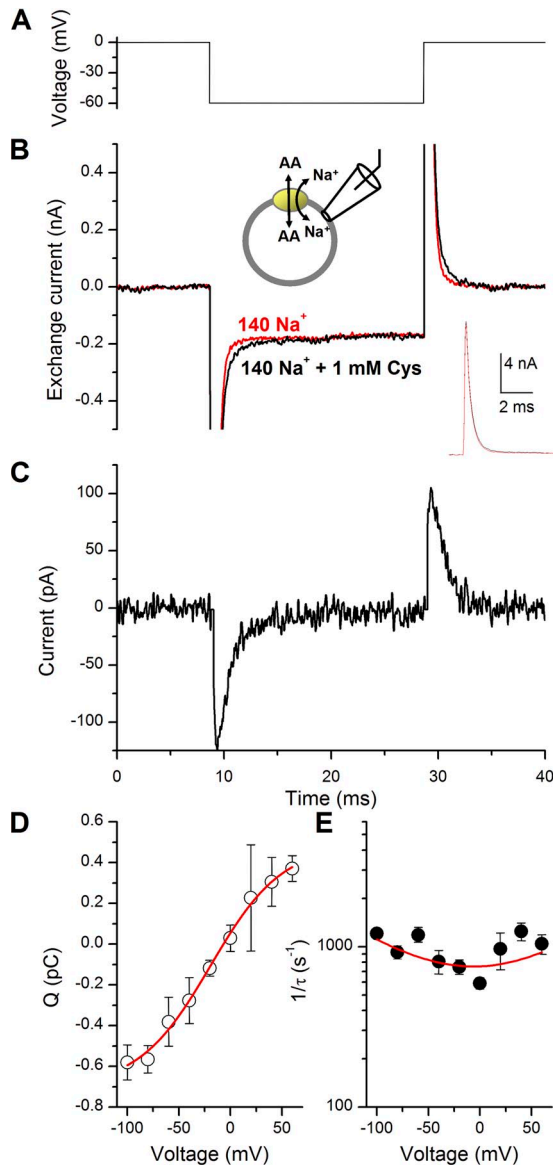 A
Voltage (mV)
0
-30
-60
B
Exchange current (nA)
0.4
0.2
0.0
-0.2
-0.4
AA
Na⁺
AA
Na⁺
140 Na⁺
140 Na⁺ + 1 mM Cys
4 nA
2 ms
C
Current (pA)
100
50
0
-50
-100
0
10
20
30
40
Time (ms)
D
Q (pC)
0.6
0.4
0.2
0.0
-0.2
-0.4
-0.6
-0.8
-100
-50
0
50
Voltage (mV)
E
1/τ (s⁻¹)
1000
100
-100
-50
0
50
Voltage (mV)